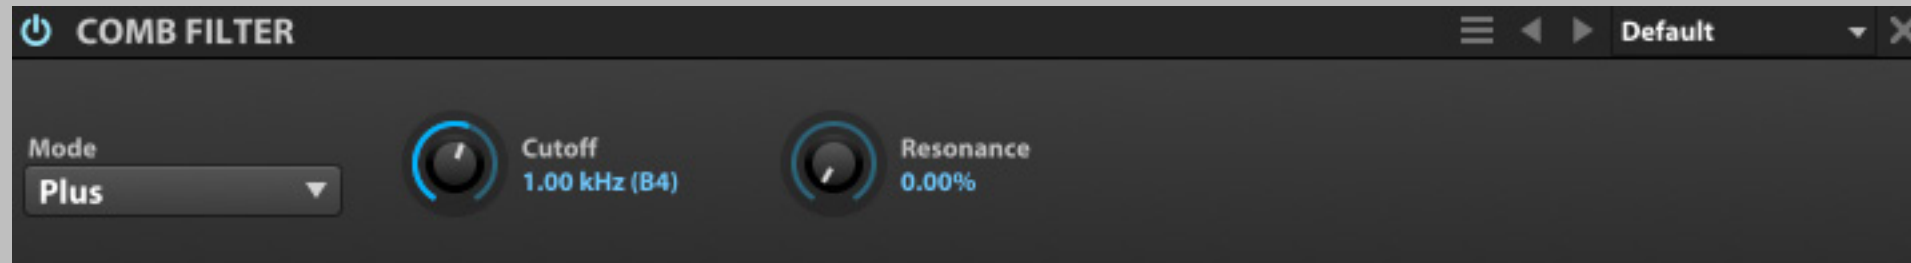 COMB FILTER
Default
Mode
Plus
Cutoff
1.00 kHz (B4)
Resonance
0.00%